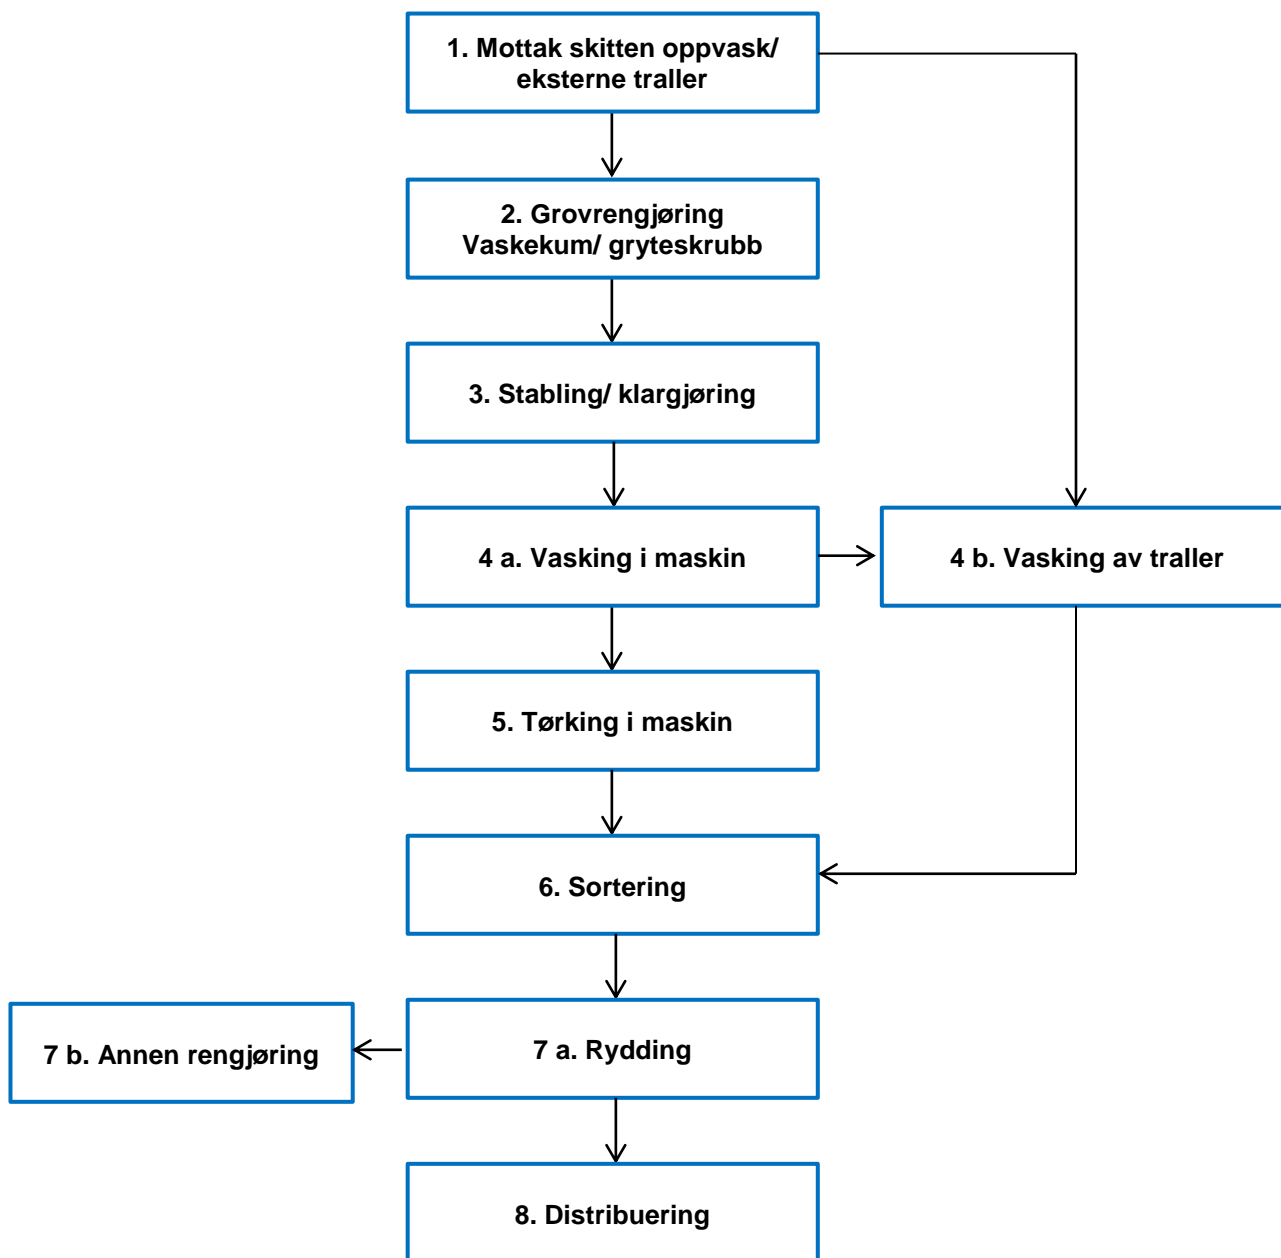 1. Mottak skitten oppvask/
eksterne traller
2. Grovrengjøring
Vaskekum/ gryteskrubb
3. Stabling/ klargjøring
4 a. Vasking i maskin
4 b. Vasking av traller
5. Tørking i maskin
6. Sortering
7 b. Annen rengjøring
7 a. Rydding
8. Distribuering